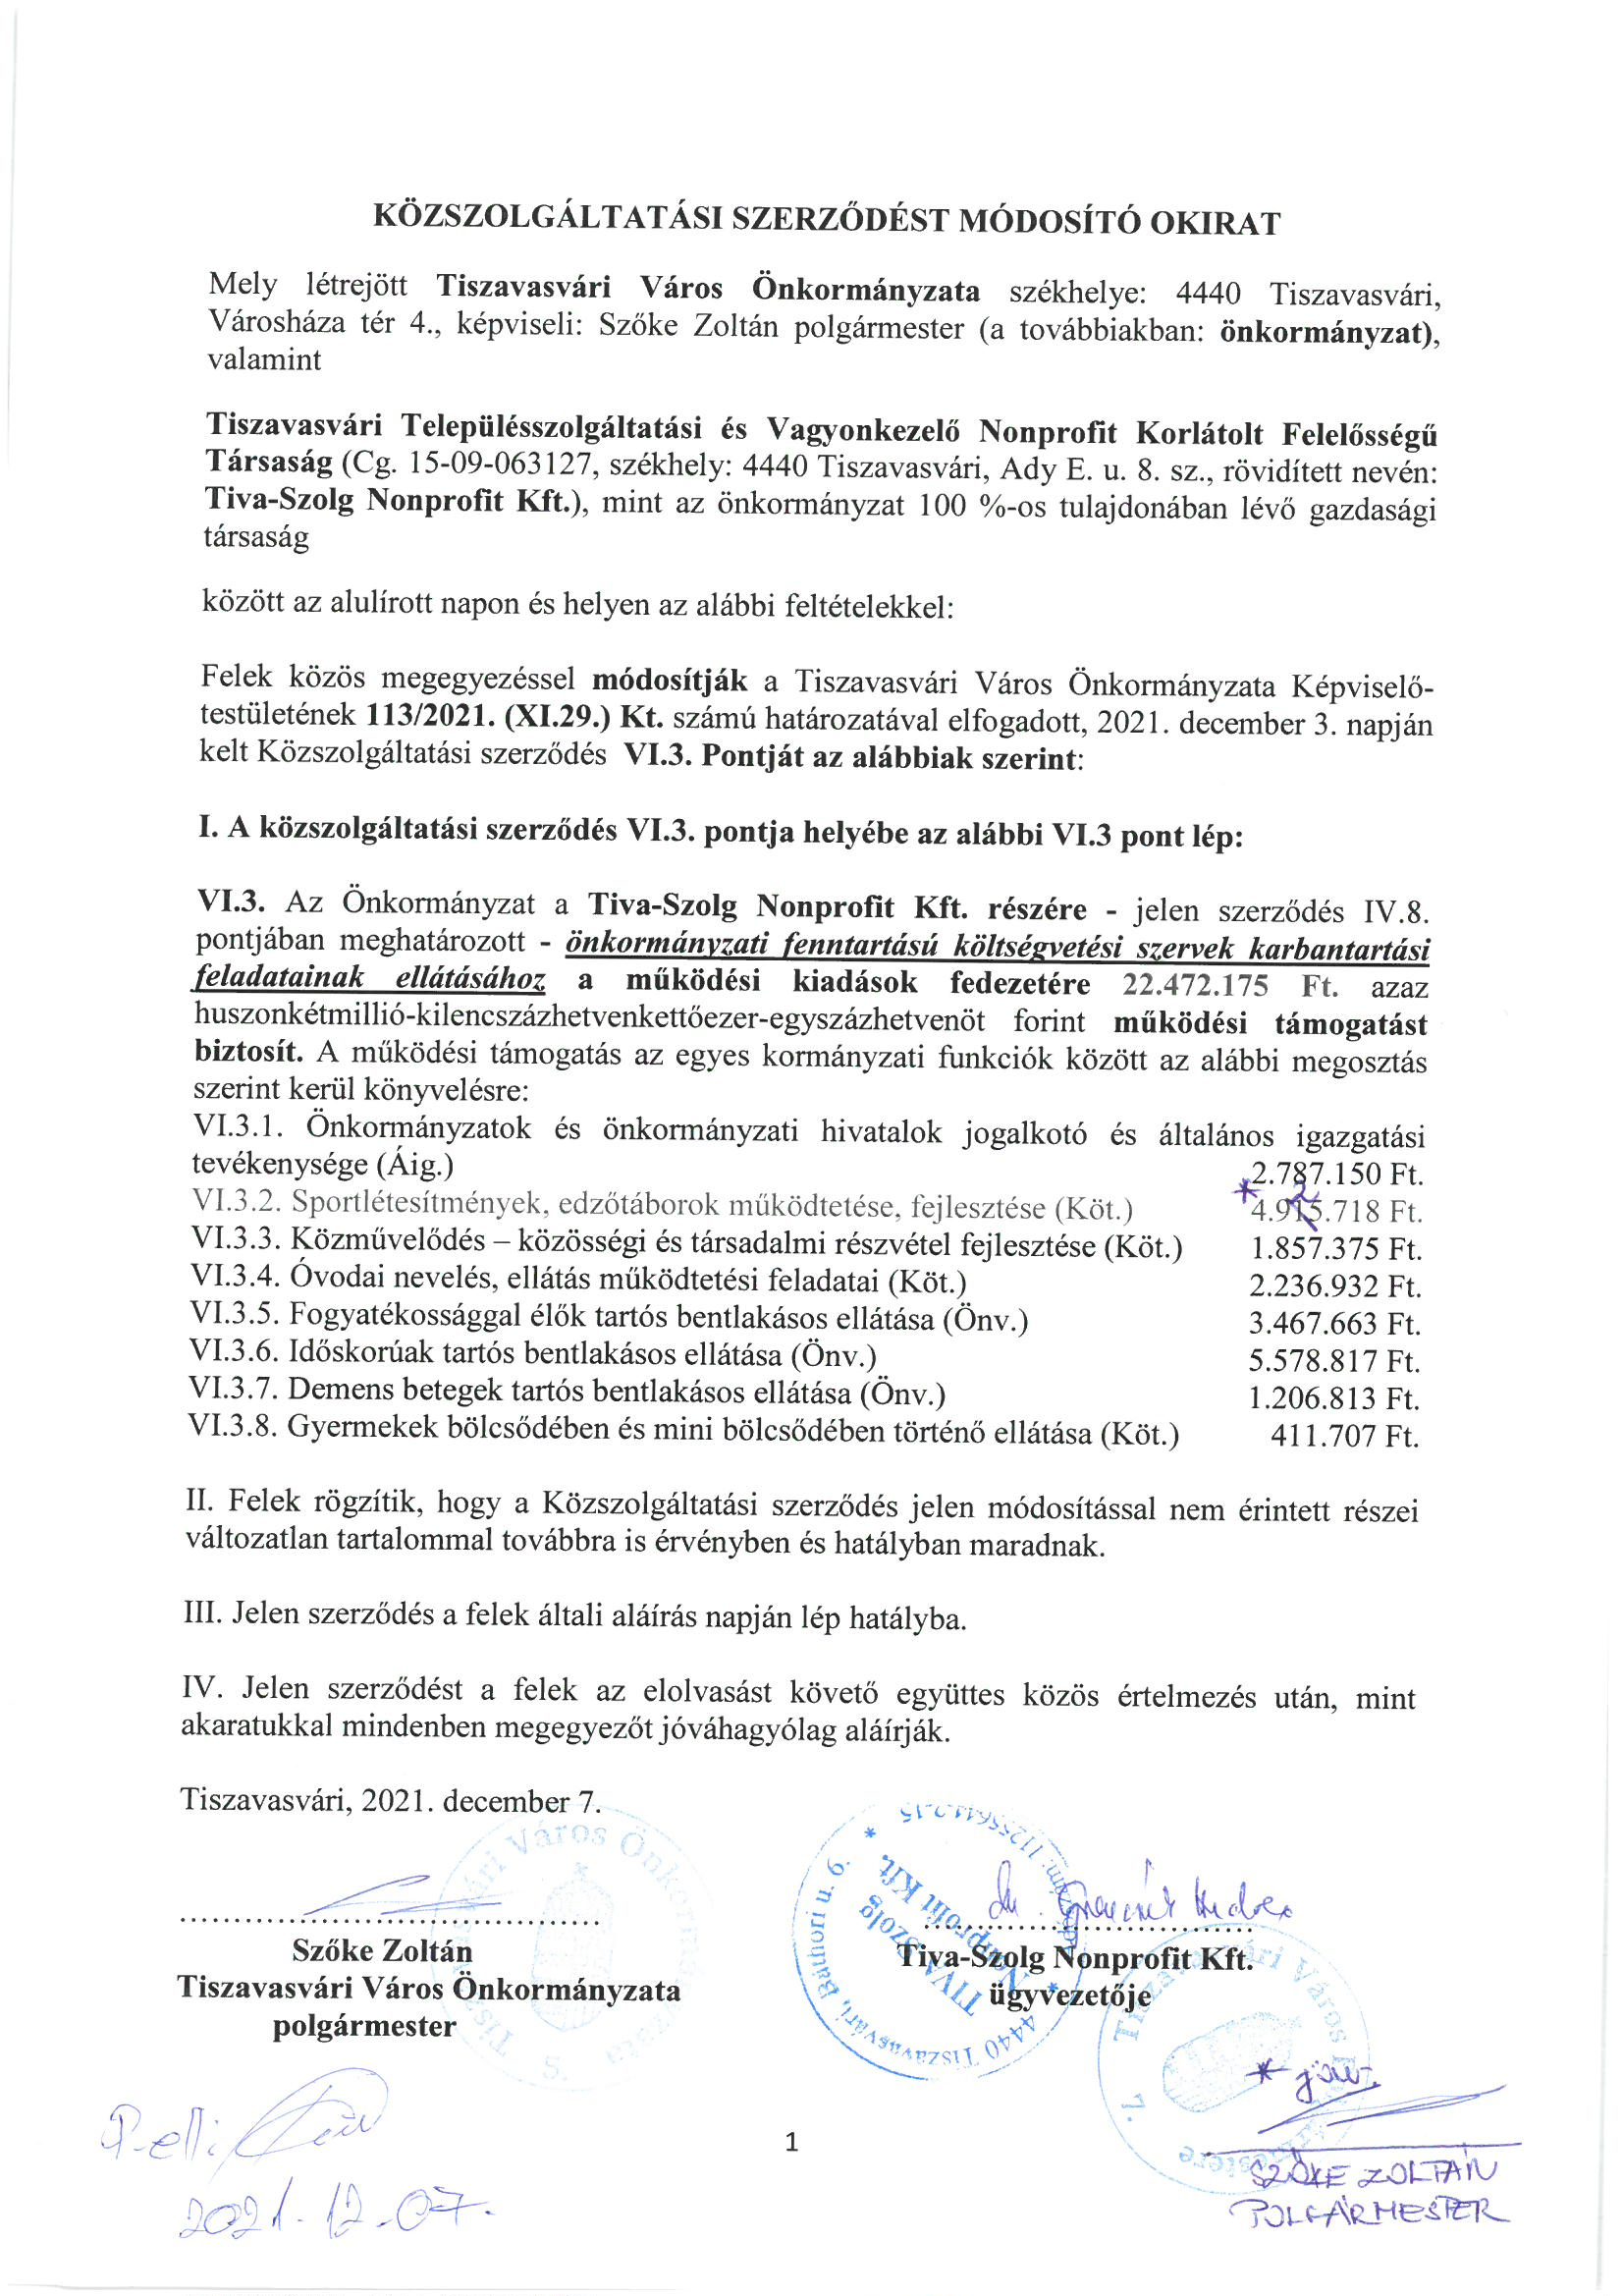 KÖZSZOLGÁLTATÁSI SZERZŐDÉST MÓDOSÍTÓ OKIRAT
Mely létrejött Tiszavasvári Város Önkormányzata székhelye: 4440 Tiszavasvári,
Városháza tér 4., képviseli: Szőke Zoltán polgármester (a továbbiakban: önkormányzat),
valamint
Tiszavasvári Településszolgáltatási és Vagyonkezelő Nonprofit Korlátolt Felelősségű
Társaság (Cg. 15-09-063127, székhely: 4440 Tiszavasvári, Ady E. u. 8. sz., rövidített nevén:
Tiva-Szolg Nonprofit Kft.), mint az önkormányzat 100 %-os tulajdonában lévő gazdasági
társaság
között az alulírott napon és helyen az alábbi feltételekkel:
Felek közös megegyezéssel módosítják a Tiszavasvári Város Önkormányzata Képviselő-
testületének 113/2021. (XI.29.) Kt. számú határozatával elfogadott, 2021. december 3. napján
kelt Közszolgáltatási szerződés VI.3. Pontját az alábbiak szerint:
I. A közszolgáltatási szerződés VI.3. pontja helyébe az alábbi VI.3 pont lép:
VI.3. Az Önkormányzat a Tiva-Szolg Nonprofit Kft. részére - jelen szerződés IV.8.
pontjában meghatározott - önkormányzati fenntartású költségvetési szervek karbantartási
feladatainak ellátásához a működési kiadások fedezetére 22.472.175 Ft. azaz
huszonkétmillió-kilencszázhetvenkettőezer-egyszázhetvenöt forint működési támogatást
biztosít. A működési támogatás az egyes kormányzati funkciók között az alábbi megosztás
szerint kerül könyvelésre:
VI.3.1. Önkormányzatok és önkormányzati hivatalok jogalkotó és általános igazgatási
tevékenysége (Áig.) 2.787.150 Ft.
VI.3.2. Sportlétesítmények, edzőtáborok működtetése, fejlesztése (Köt.) * 4.915.718 Ft.
2
VI.3.3. Közművelődés – közösségi és társadalmi részvétel fejlesztése (Köt.) 1.857.375 Ft.
VI.3.4. Óvodai nevelés, ellátás működtetési feladatai (Köt.) 2.236.932 Ft.
VI.3.5. Fogyatékossággal élők tartós bentlakásos ellátása (Önv.) 3.467.663 Ft.
VI.3.6. Időskorúak tartós bentlakásos ellátása (Önv.) 5.578.817 Ft.
VI.3.7. Demens betegek tartós bentlakásos ellátása (Önv.) 1.206.813 Ft.
VI.3.8. Gyermekek bölcsődében és mini bölcsődében történő ellátása (Köt.) 411.707 Ft.
II. Felek rögzítik, hogy a Közszolgáltatási szerződés jelen módosítással nem érintett részei
változatlan tartalommal továbbra is érvényben és hatályban maradnak.
III. Jelen szerződés a felek általi aláírás napján lép hatályba.
IV. Jelen szerződést a felek az elolvasást követő együttes közös értelmezés után, mint
akaratukkal mindenben megegyezőt jóváhagyólag aláírják.
Tiszavasvári, 2021. december 7.
Szőke Zoltán
Tiszavasvári Város Önkormányzata
polgármester
Tiva-Szolg Nonprofit Kft.
ügyvezetője
TIVA-Szolg
Nonprofit Kft.
4440 Tiszavasvári, Báthori u. 6.
* jav.
SZŐKE ZOLTÁN
POLGÁRMESTER
P-elli
2021.12.07.
1